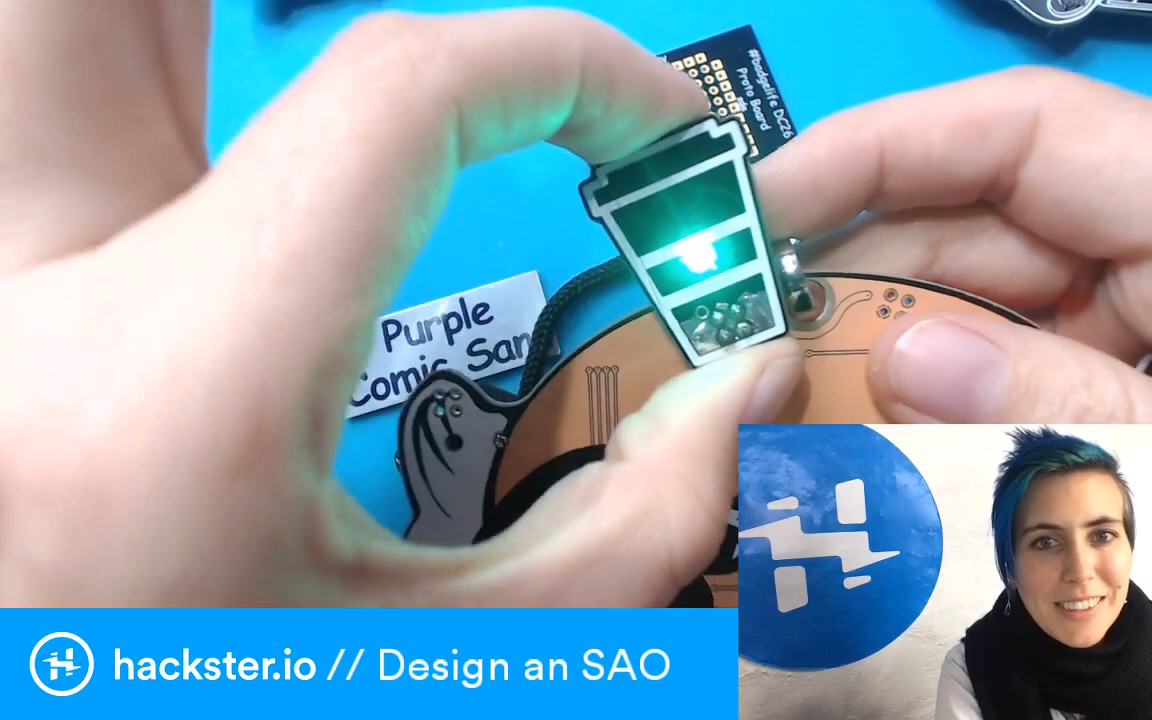 #badgelife DC26
Proto Board
Purple
Comic San
hackster.io // Design an SAO